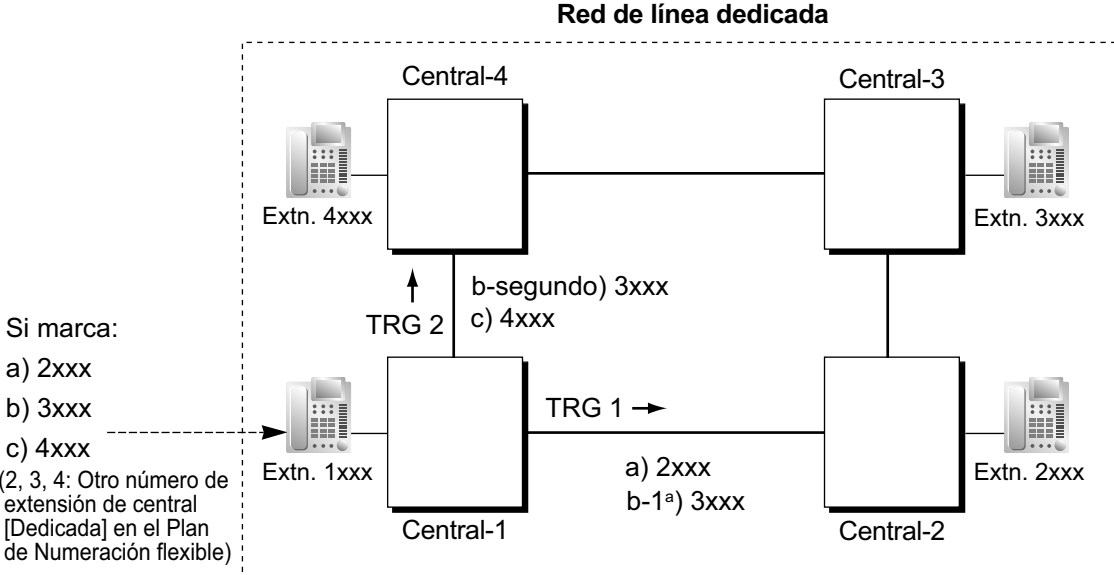 Red de línea dedicada
Central-4
Central-3
Extn. 4xxx
Extn. 3xxx
b-segundo) 3xxx
TRG 2
c) 4xxx
Si marca:
a) 2xxx
b) 3xxx
c) 4xxx
(2, 3, 4: Otro número de
extensión de central
[Dedicada] en el Plan
de Numeración flexible)
TRG 1
Extn. 1xxx
a) 2xxx
b-1ª) 3xxx
Extn. 2xxx
Central-1
Central-2